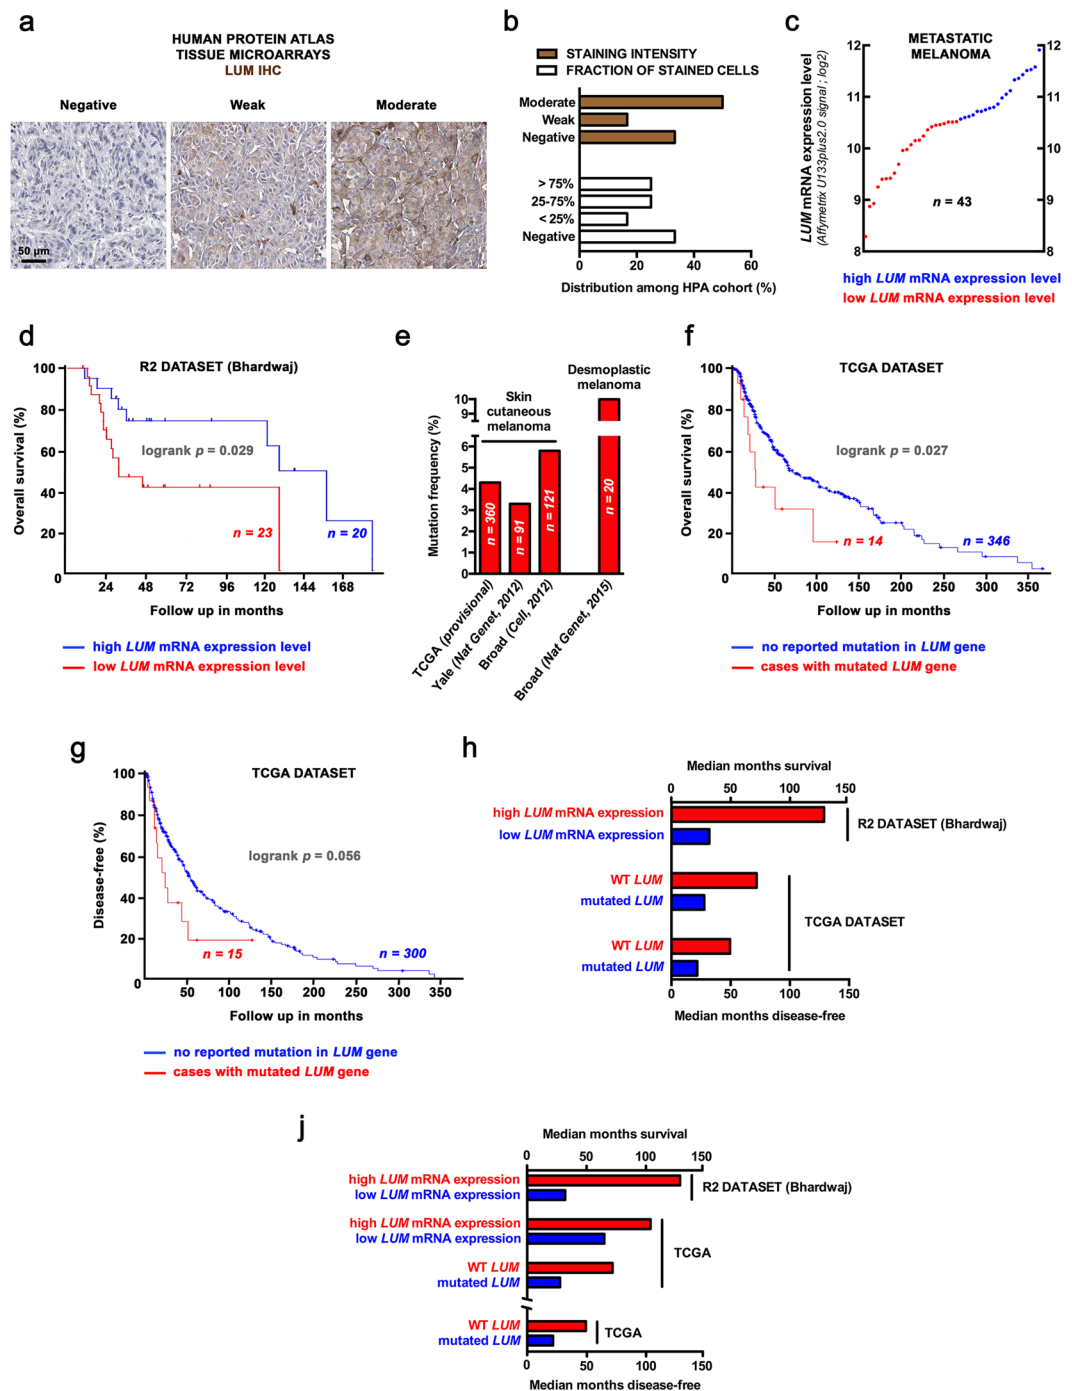 a
HUMAN PROTEIN ATLAS
TISSUE MICROARRAYS
LUM IHC
Negative
Weak
Moderate
50 µm
b
STAINING INTENSITY
FRACTION OF STAINED CELLS
Moderate
Weak
Negative
> 75%
25-75%
< 25%
Negative
0 20 40 60
Distribution among HPA cohort (%)
c
METASTATIC
MELANOMA
LUM mRNA expression level
(Affymetrix U133plus2.0 signal ; log2)
12 12
11 11
10 10
9 9
8 8
n = 43
high LUM mRNA expression level
low LUM mRNA expression level
d
R2 DATASET (Bhardwaj)
Overall survival (%)
100
80
60
40
20
0
logrank p = 0.029
n = 23
n = 20
24 48 72 96 120 144 168
Follow up in months
high LUM mRNA expression level
low LUM mRNA expression level
e
Desmoplastic
melanoma
Skin
cutaneous
melanoma
Mutation frequency (%)
10
9
6
5
4
3
2
1
0
n = 360
n = 91
n = 121
n = 20
TCGA (provisional)
Yale (Nat Genet, 2012)
Broad (Cell, 2012)
Broad (Nat Genet, 2015)
f
TCGA DATASET
Overall survival (%)
100
80
60
40
20
0
logrank p = 0.027
n = 14
n = 346
50 100 150 200 250 300 350
Follow up in months
no reported mutation in LUM gene
cases with mutated LUM gene
g
TCGA DATASET
Disease-free (%)
100
80
60
40
20
0
logrank p = 0.056
n = 15
n = 300
50 100 150 200 250 300 350
Follow up in months
no reported mutation in LUM gene
cases with mutated LUM gene
h
Median months survival
0 50 100 150
high LUM mRNA expression
low LUM mRNA expression
R2 DATASET (Bhardwaj)
WT LUM
mutated LUM
TCGA DATASET
WT LUM
mutated LUM
0 50 100 150
Median months disease-free
j
Median months survival
0 50 100 150
high LUM mRNA expression
low LUM mRNA expression
R2 DATASET (Bhardwaj)
high LUM mRNA expression
low LUM mRNA expression
TCGA
WT LUM
mutated LUM
WT LUM
mutated LUM
TCGA
0 50 100 150
Median months disease-free